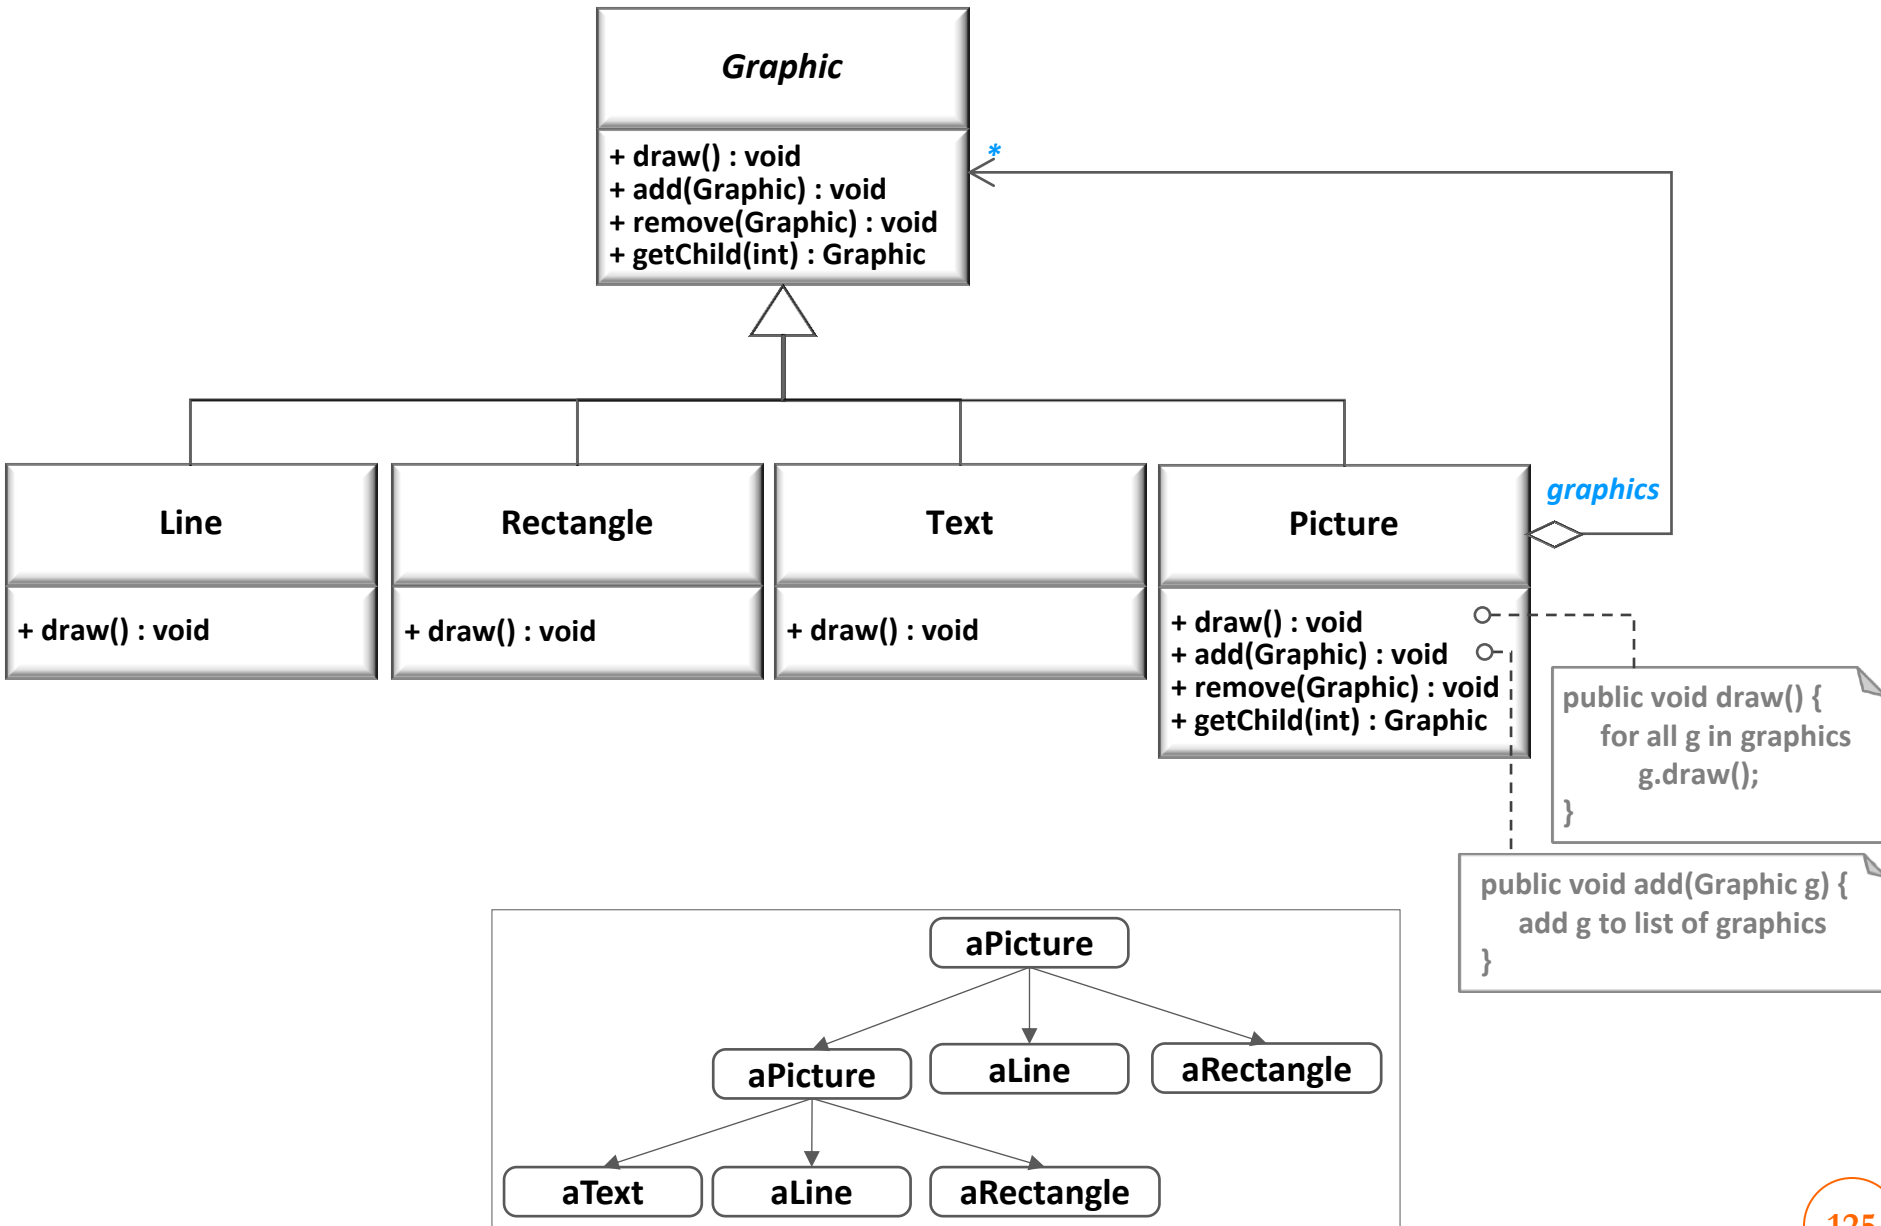 Graphic
+ draw() : void
+ add(Graphic) : void
+ remove(Graphic) : void
+ getChild(int) : Graphic
*
Line
+ draw() : void
Rectangle
+ draw() : void
Text
+ draw() : void
Picture
+ draw() : void
+ add(Graphic) : void
+ remove(Graphic) : void
+ getChild(int) : Graphic
graphics
public void draw() {
for all g in graphics
g.draw();
}
public void add(Graphic g) {
add g to list of graphics
}
aPicture
aPicture
aLine
aRectangle
aText
aLine
aRectangle
125